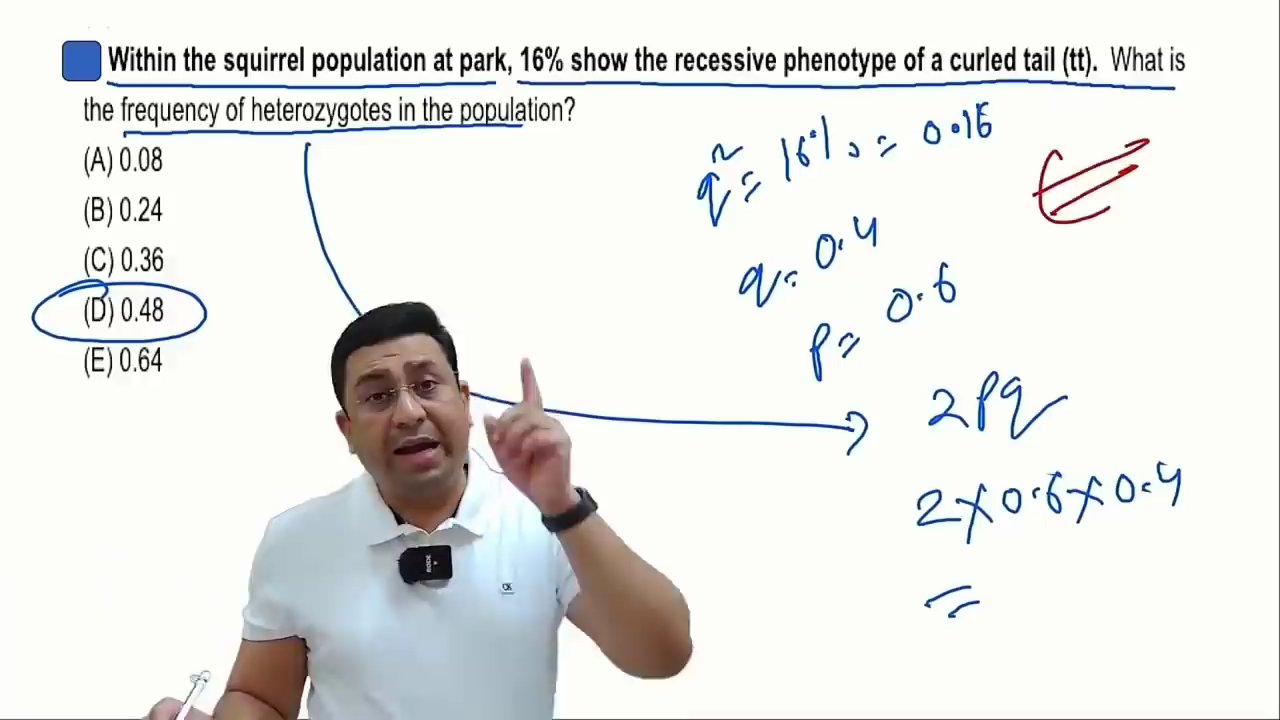 Within the squirrel population at park, 16% show the recessive phenotype of a curled tail (tt). What is
the frequency of heterozygotes in the population?
(A) 0.08
(B) 0.24
(C) 0.36
(D) 0.48
(E) 0.64
q² = 16% = 0.16
q = 0.4
p = 0.6
2pq
2×0.6×0.4
=
RODE
CK